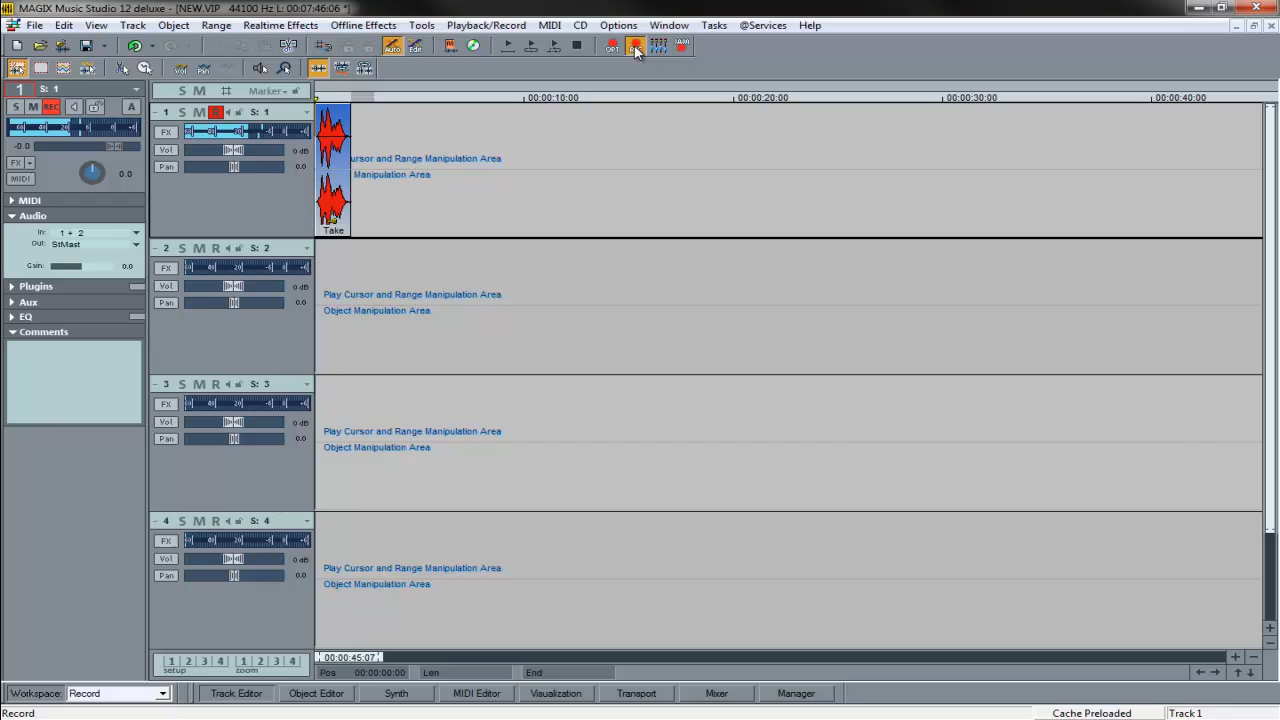 MAGIX Music Studio 12 deluxe - [NEW.VIP  44100 Hz L: 00:07:46:06 *]
File Edit View Track Object Range Realtime Effects Offline Effects Tools Playback/Record MIDI CD Options Window Tasks @Services Help
Auto
1 S: 1
S M Marker
S M REC A
1 S M R S: 1
FX
Vol 0 dB
Pan 0.0
-0.0
FX
MIDI 0.0
MIDI
Audio
In: 1 + 2
Out: StMast
Gain: 0.0
Plugins
Aux
EQ
Comments
00:00:10:00 00:00:20:00 00:00:30:00 00:00:40:00
ursor and Range Manipulation Area
Manipulation Area
Take
2 S M R S: 2
FX
Vol 0 dB
Pan 0.0
Play Cursor and Range Manipulation Area
Object Manipulation Area
3 S M R S: 3
FX
Vol 0 dB
Pan 0.0
Play Cursor and Range Manipulation Area
Object Manipulation Area
4 S M R S: 4
FX
Vol 0 dB
Pan 0.0
Play Cursor and Range Manipulation Area
Object Manipulation Area
1 2 3 4 1 2 3 4
setup zoom
00:00:45:07
Pos 00:00:00:00 Len End
Workspace: Record Track Editor Object Editor Synth MIDI Editor Visualization Transport Mixer Manager
Record Cache Preloaded Track 1